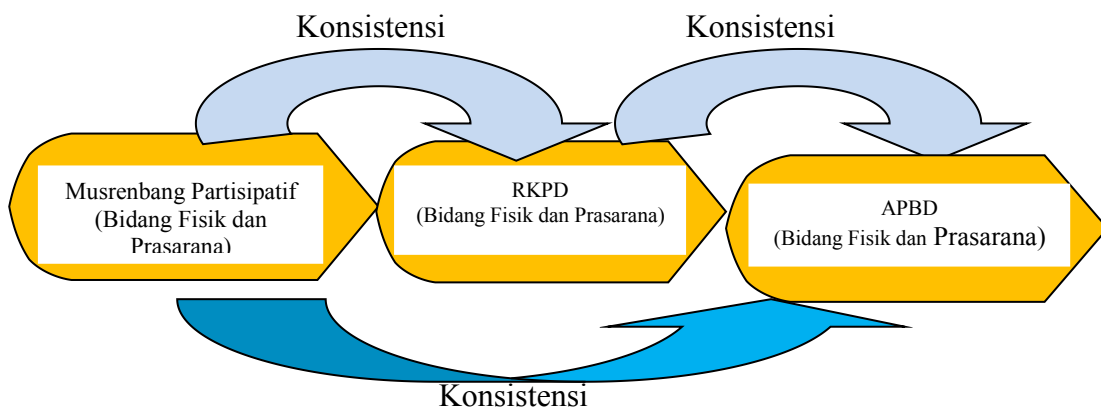 Konsistensi
Konsistensi
Musrenbang Partisipatif
(Bidang Fisik dan
Prasarana)
RKPD
(Bidang Fisik dan Prasarana)
APBD
(Bidang Fisik dan Prasarana)
Konsistensi